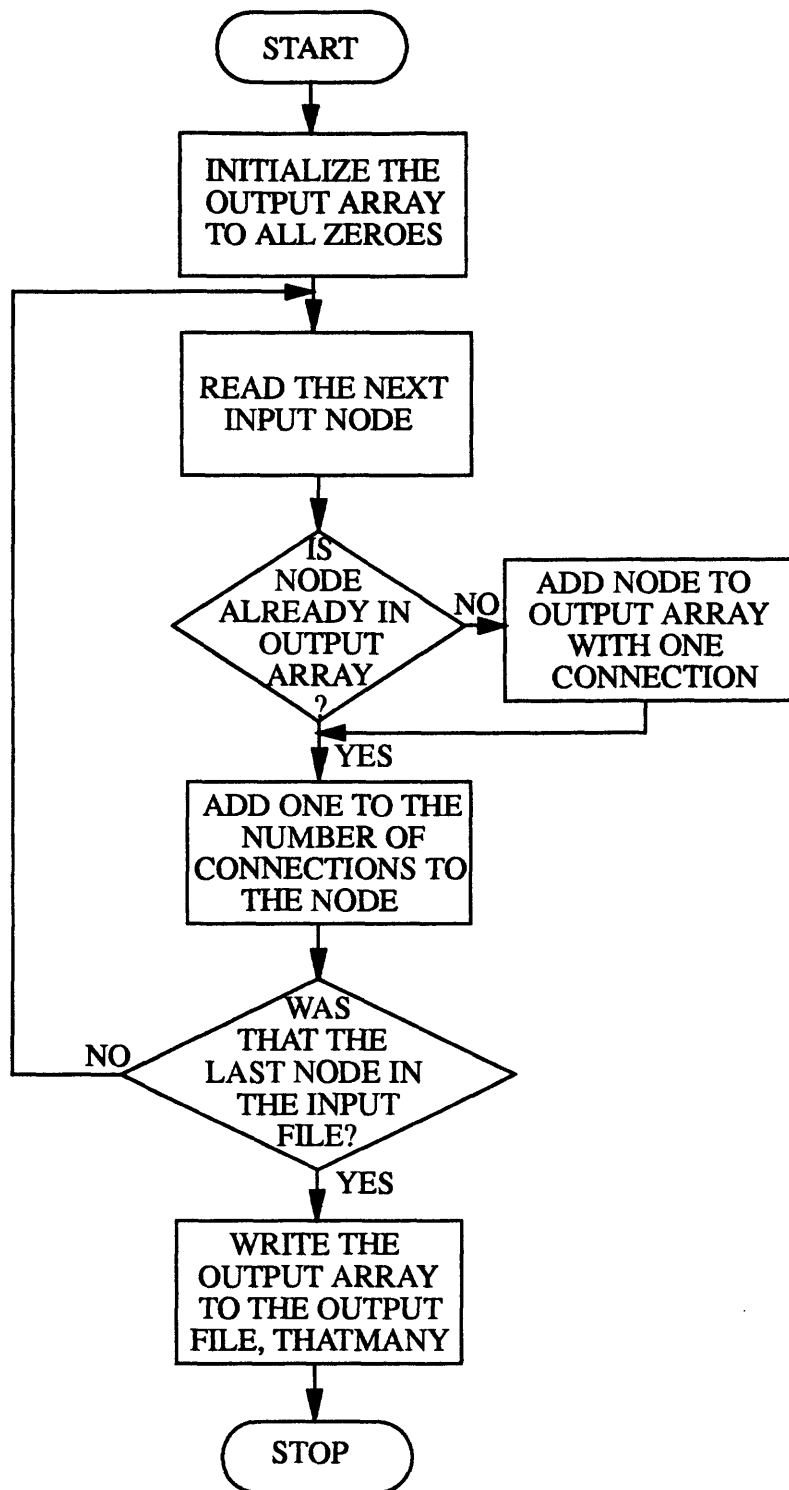 START
INITIALIZE THE
OUTPUT ARRAY
TO ALL ZEROES
READ THE NEXT
INPUT NODE
IS
NODE
ALREADY IN
OUTPUT
ARRAY
?
NO
ADD NODE TO
OUTPUT ARRAY
WITH ONE
CONNECTION
YES
ADD ONE TO THE
NUMBER OF
CONNECTIONS TO
THE NODE
WAS
THAT THE
LAST NODE IN
THE INPUT
FILE?
NO
YES
WRITE THE
OUTPUT ARRAY
TO THE OUTPUT
FILE, THATMANY
STOP